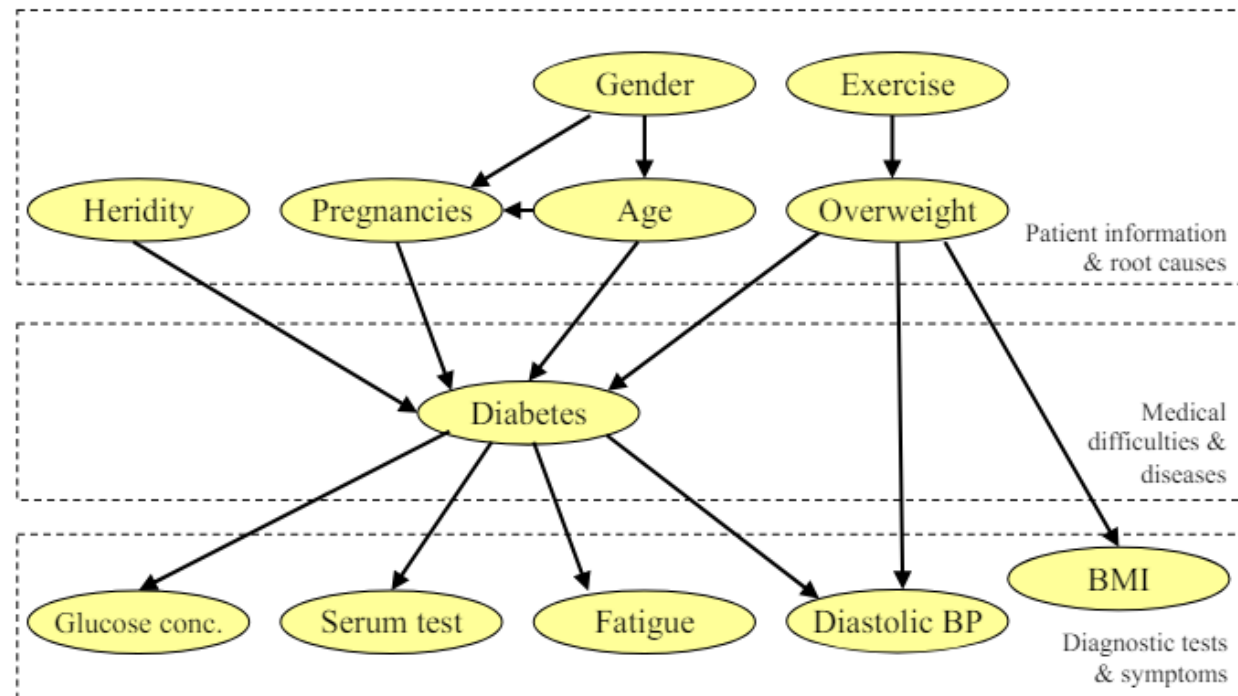 Gender
Exercise
Heridity
Pregnancies
Age
Overweight
Patient information
& root causes
Diabetes
Medical
difficulties &
diseases
Glucose conc.
Serum test
Fatigue
Diastolic BP
BMI
Diagnostic tests
& symptoms